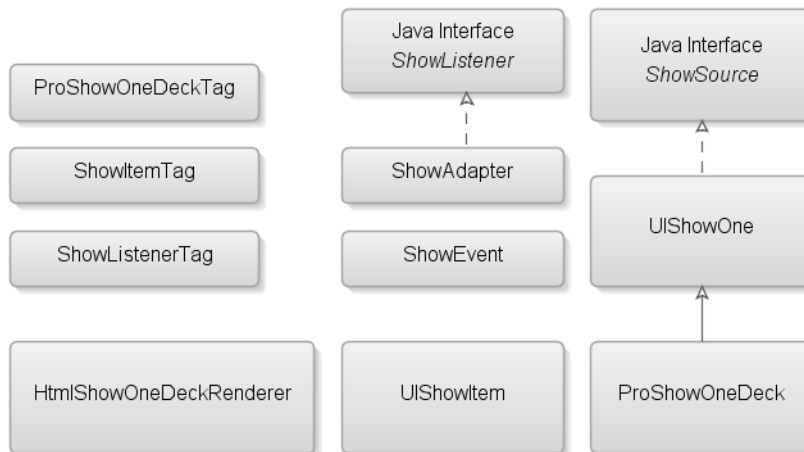 Java Interface
ShowListener
Java Interface
ShowSource
ProShowOneDeckTag
ShowItemTag
ShowAdapter
UIShowOne
ShowListenerTag
ShowEvent
HtmlShowOneDeckRenderer
UIShowItem
ProShowOneDeck